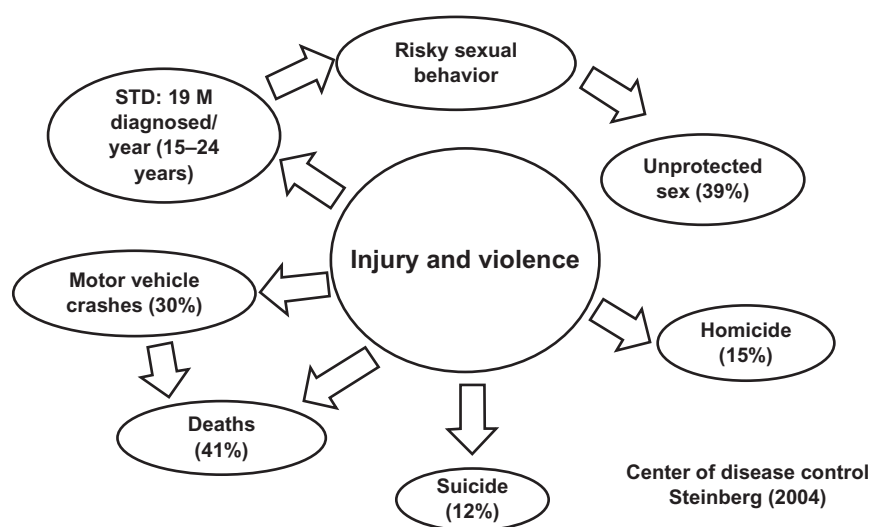 Risky sexual
behavior
STD: 19 M
diagnosed/
year (15–24
years)
Unprotected
sex (39%)
Injury and violence
Motor vehicle
crashes (30%)
Homicide
(15%)
Deaths
(41%)
Suicide
(12%)
Center of disease control
Steinberg (2004)